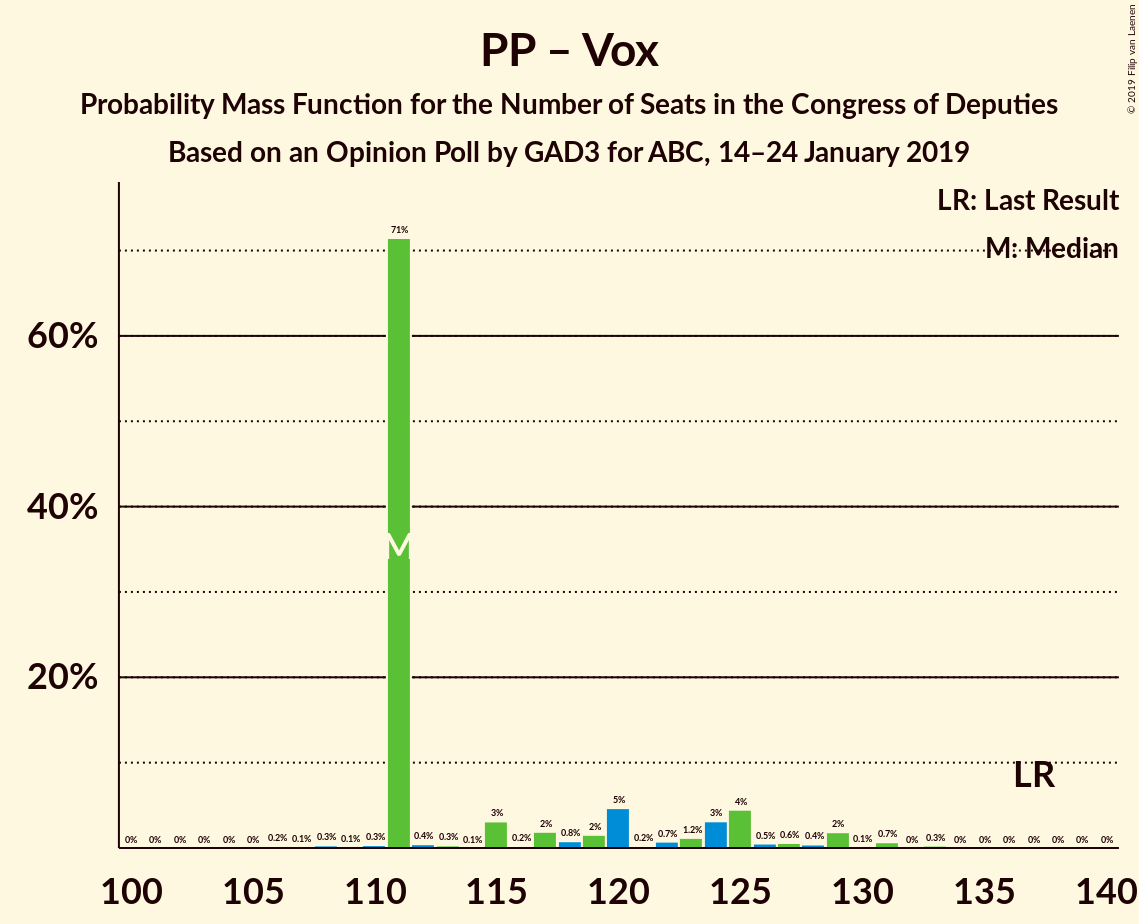 PP – Vox
Probability Mass Function for the Number of Seats in the Congress of Deputies
Based on an Opinion Poll by GAD3 for ABC, 14–24 January 2019
© 2019 Filip van Laenen
LR: Last Result
M: Median
60%
40%
20%
0% 0% 0% 0% 0% 0% 0.2% 0.1% 0.3% 0.1% 0.3% 71% 0.4% 0.3% 0.1% 3% 0.2% 2% 0.8% 2% 5% 0.2% 0.7% 1.2% 3% 4% 0.5% 0.6% 0.4% 2% 0.1% 0.7% 0% 0.3% 0% 0% 0% 0% 0% 0% 0%
M
LR
100 105 110 115 120 125 130 135 140